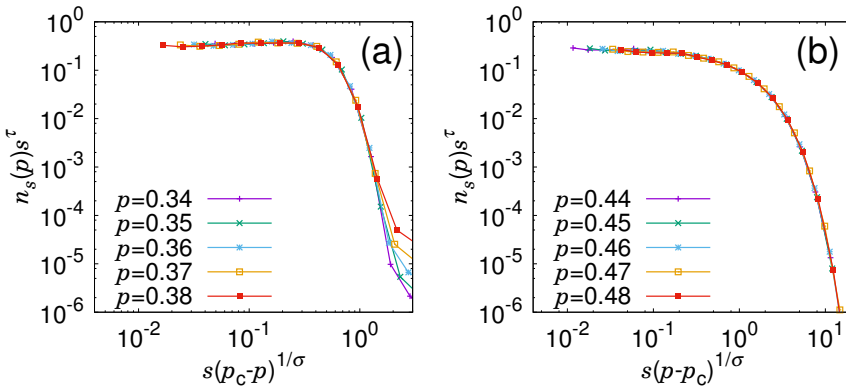 (a)
n_s(p)s^τ
10^0
10^-1
10^-2
10^-3
10^-4
10^-5
10^-6
p=0.34
p=0.35
p=0.36
p=0.37
p=0.38
10^-2
10^-1
10^0
s(p_c-p)^1/σ
(b)
n_s(p)s^τ
10^0
10^-1
10^-2
10^-3
10^-4
10^-5
10^-6
p=0.44
p=0.45
p=0.46
p=0.47
p=0.48
10^-2
10^-1
10^0
10^1
s(p-p_c)^1/σ